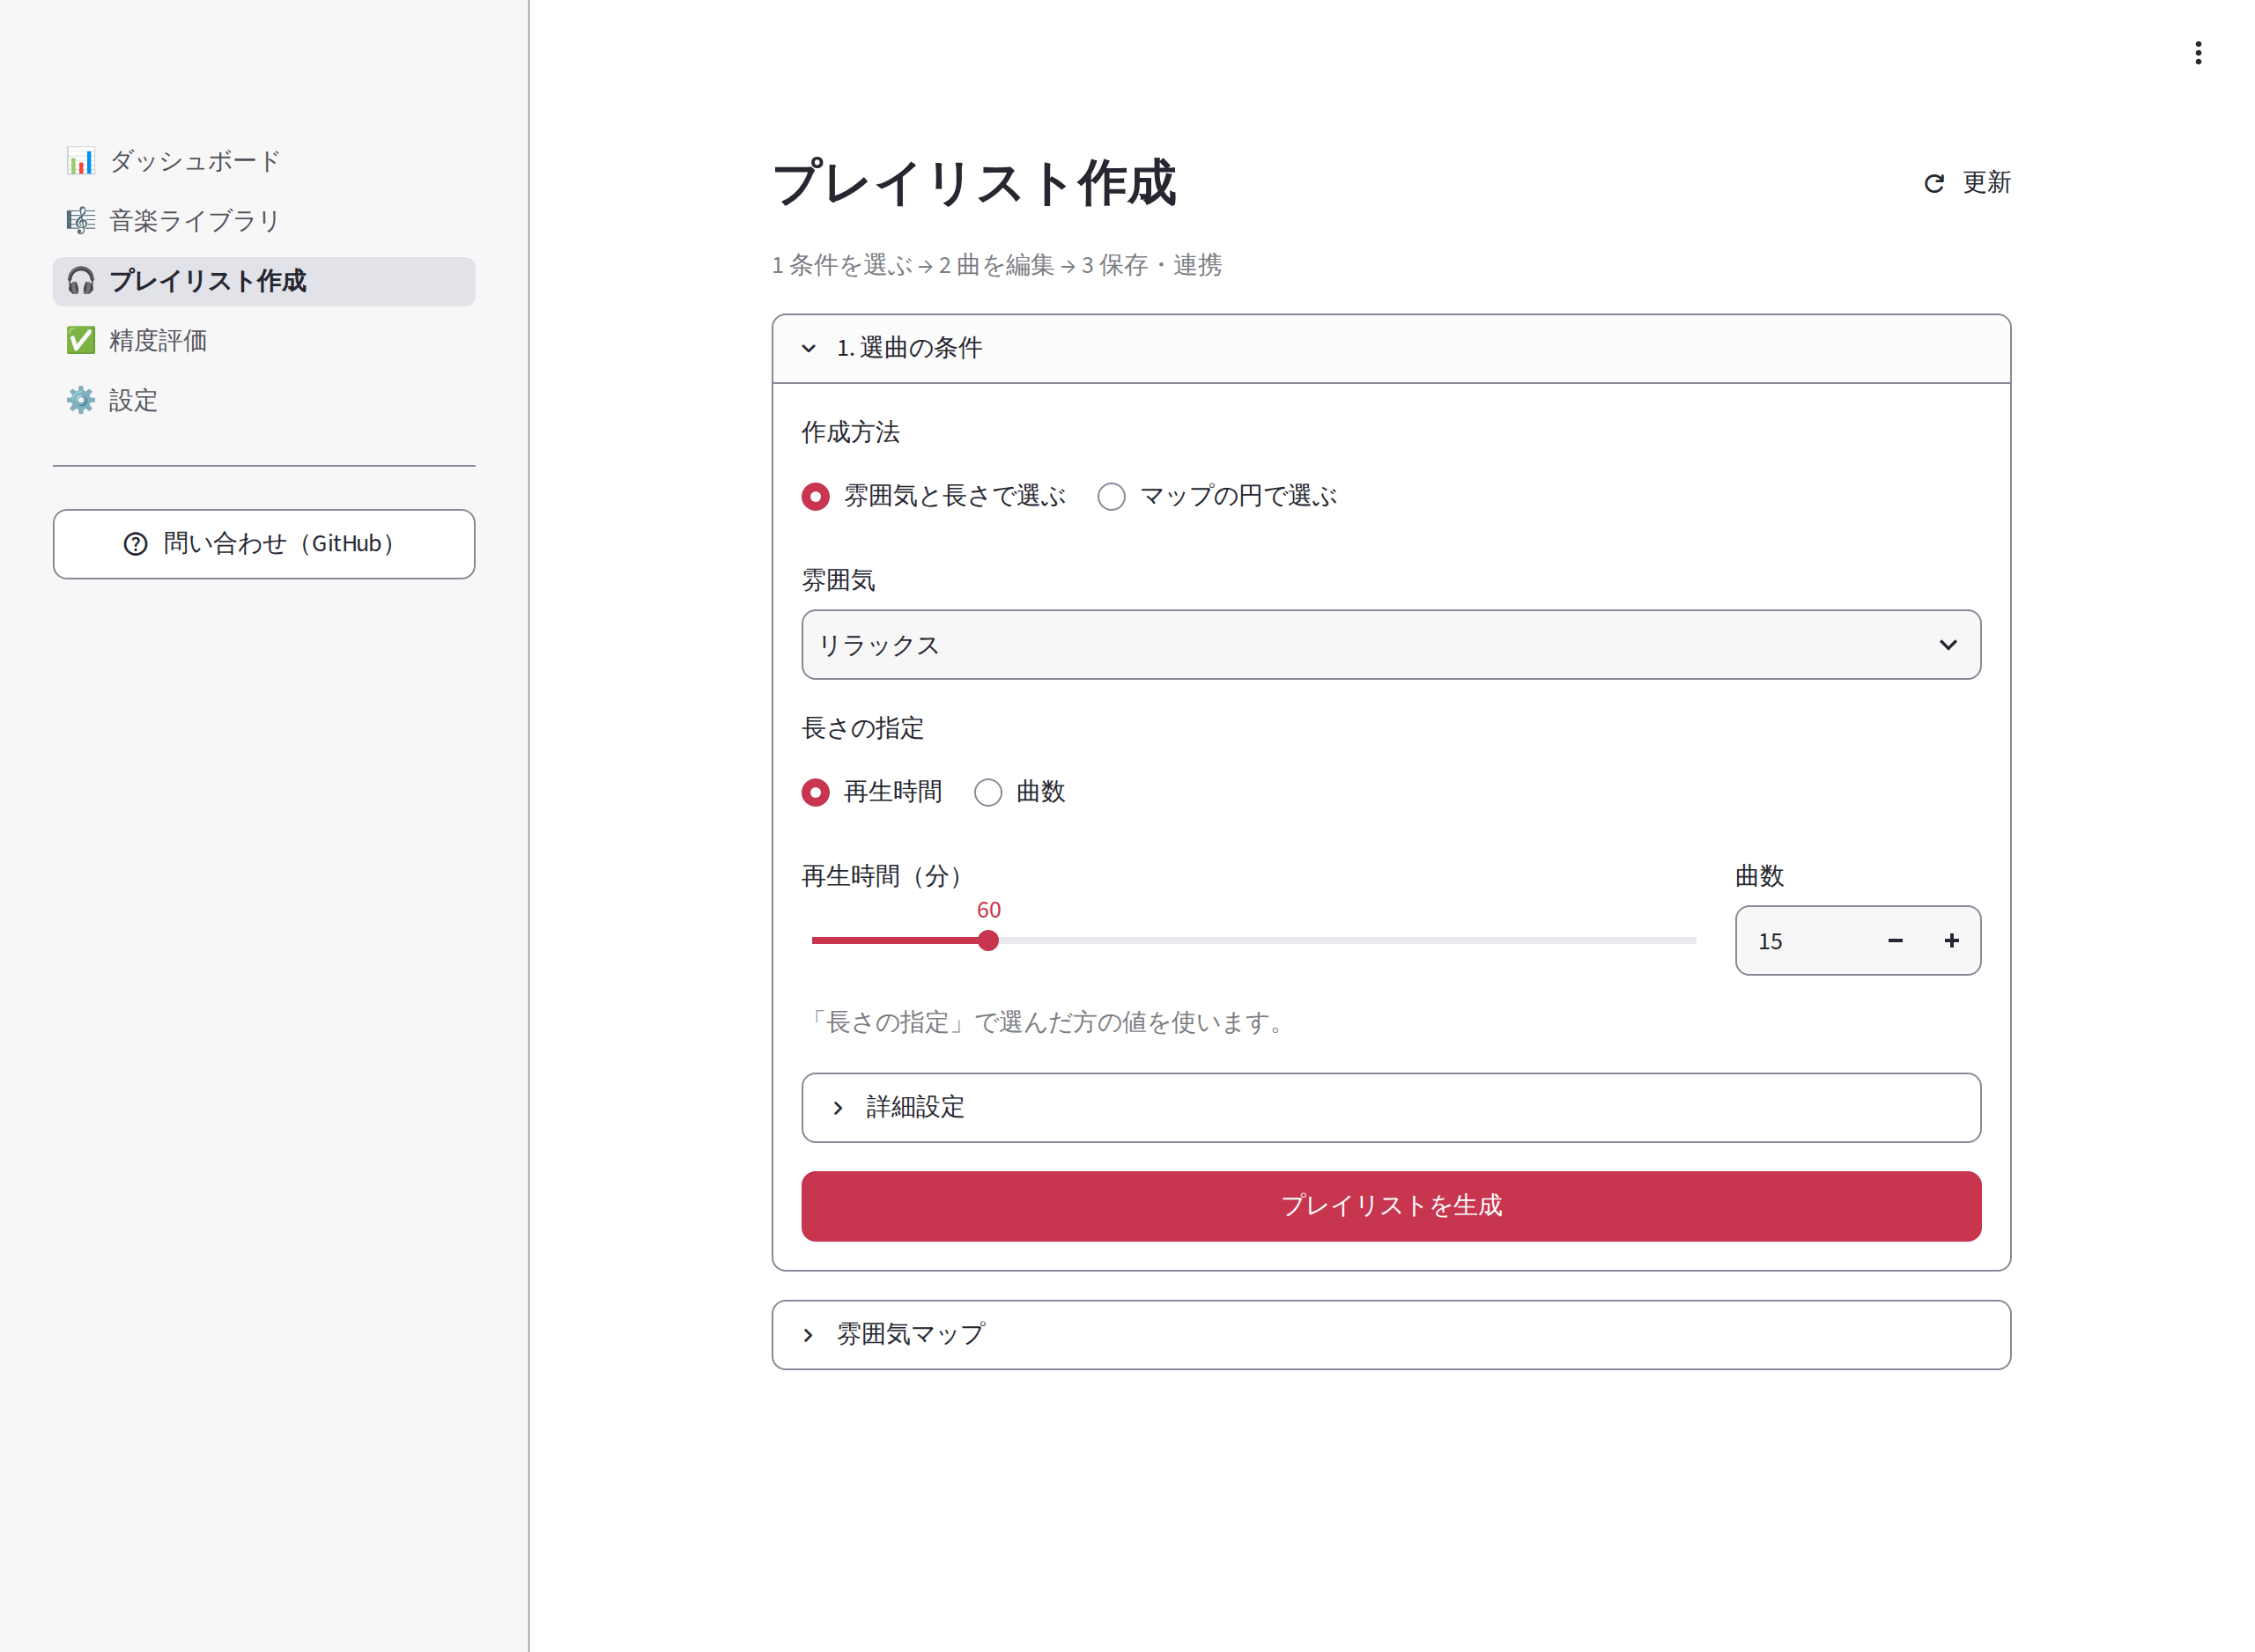 ダッシュボード
音楽ライブラリ
プレイリスト作成
精度評価
設定
問い合わせ（GitHub）
プレイリスト作成
更新
1 条件を選ぶ → 2 曲を編集 → 3 保存・連携
1. 選曲の条件
作成方法
雰囲気と長さで選ぶ マップの円で選ぶ
雰囲気
リラックス
長さの指定
再生時間 曲数
再生時間（分）
60
曲数
15
「長さの指定」で選んだ方の値を使います。
詳細設定
プレイリストを生成
雰囲気マップ